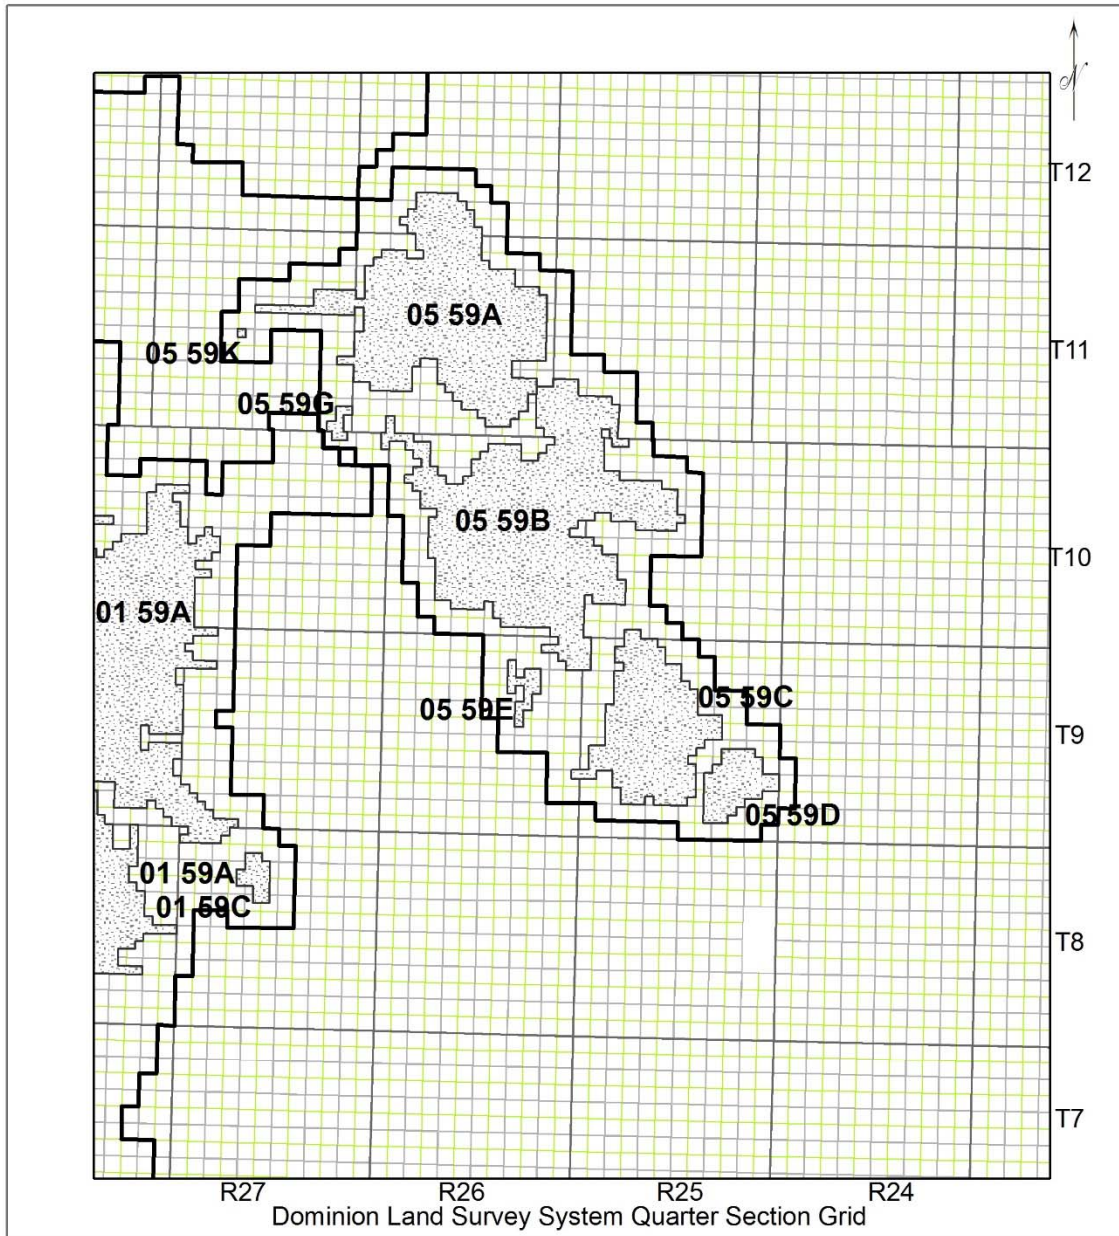 N
T12
05 59A
05 59K
T11
05 59G
05 59B
T10
01 59A
05 59C
05 59E
T9
05 59D
01 59A
01 59C
T8
T7
R27 R26 R25 R24
Dominion Land Survey System Quarter Section Grid